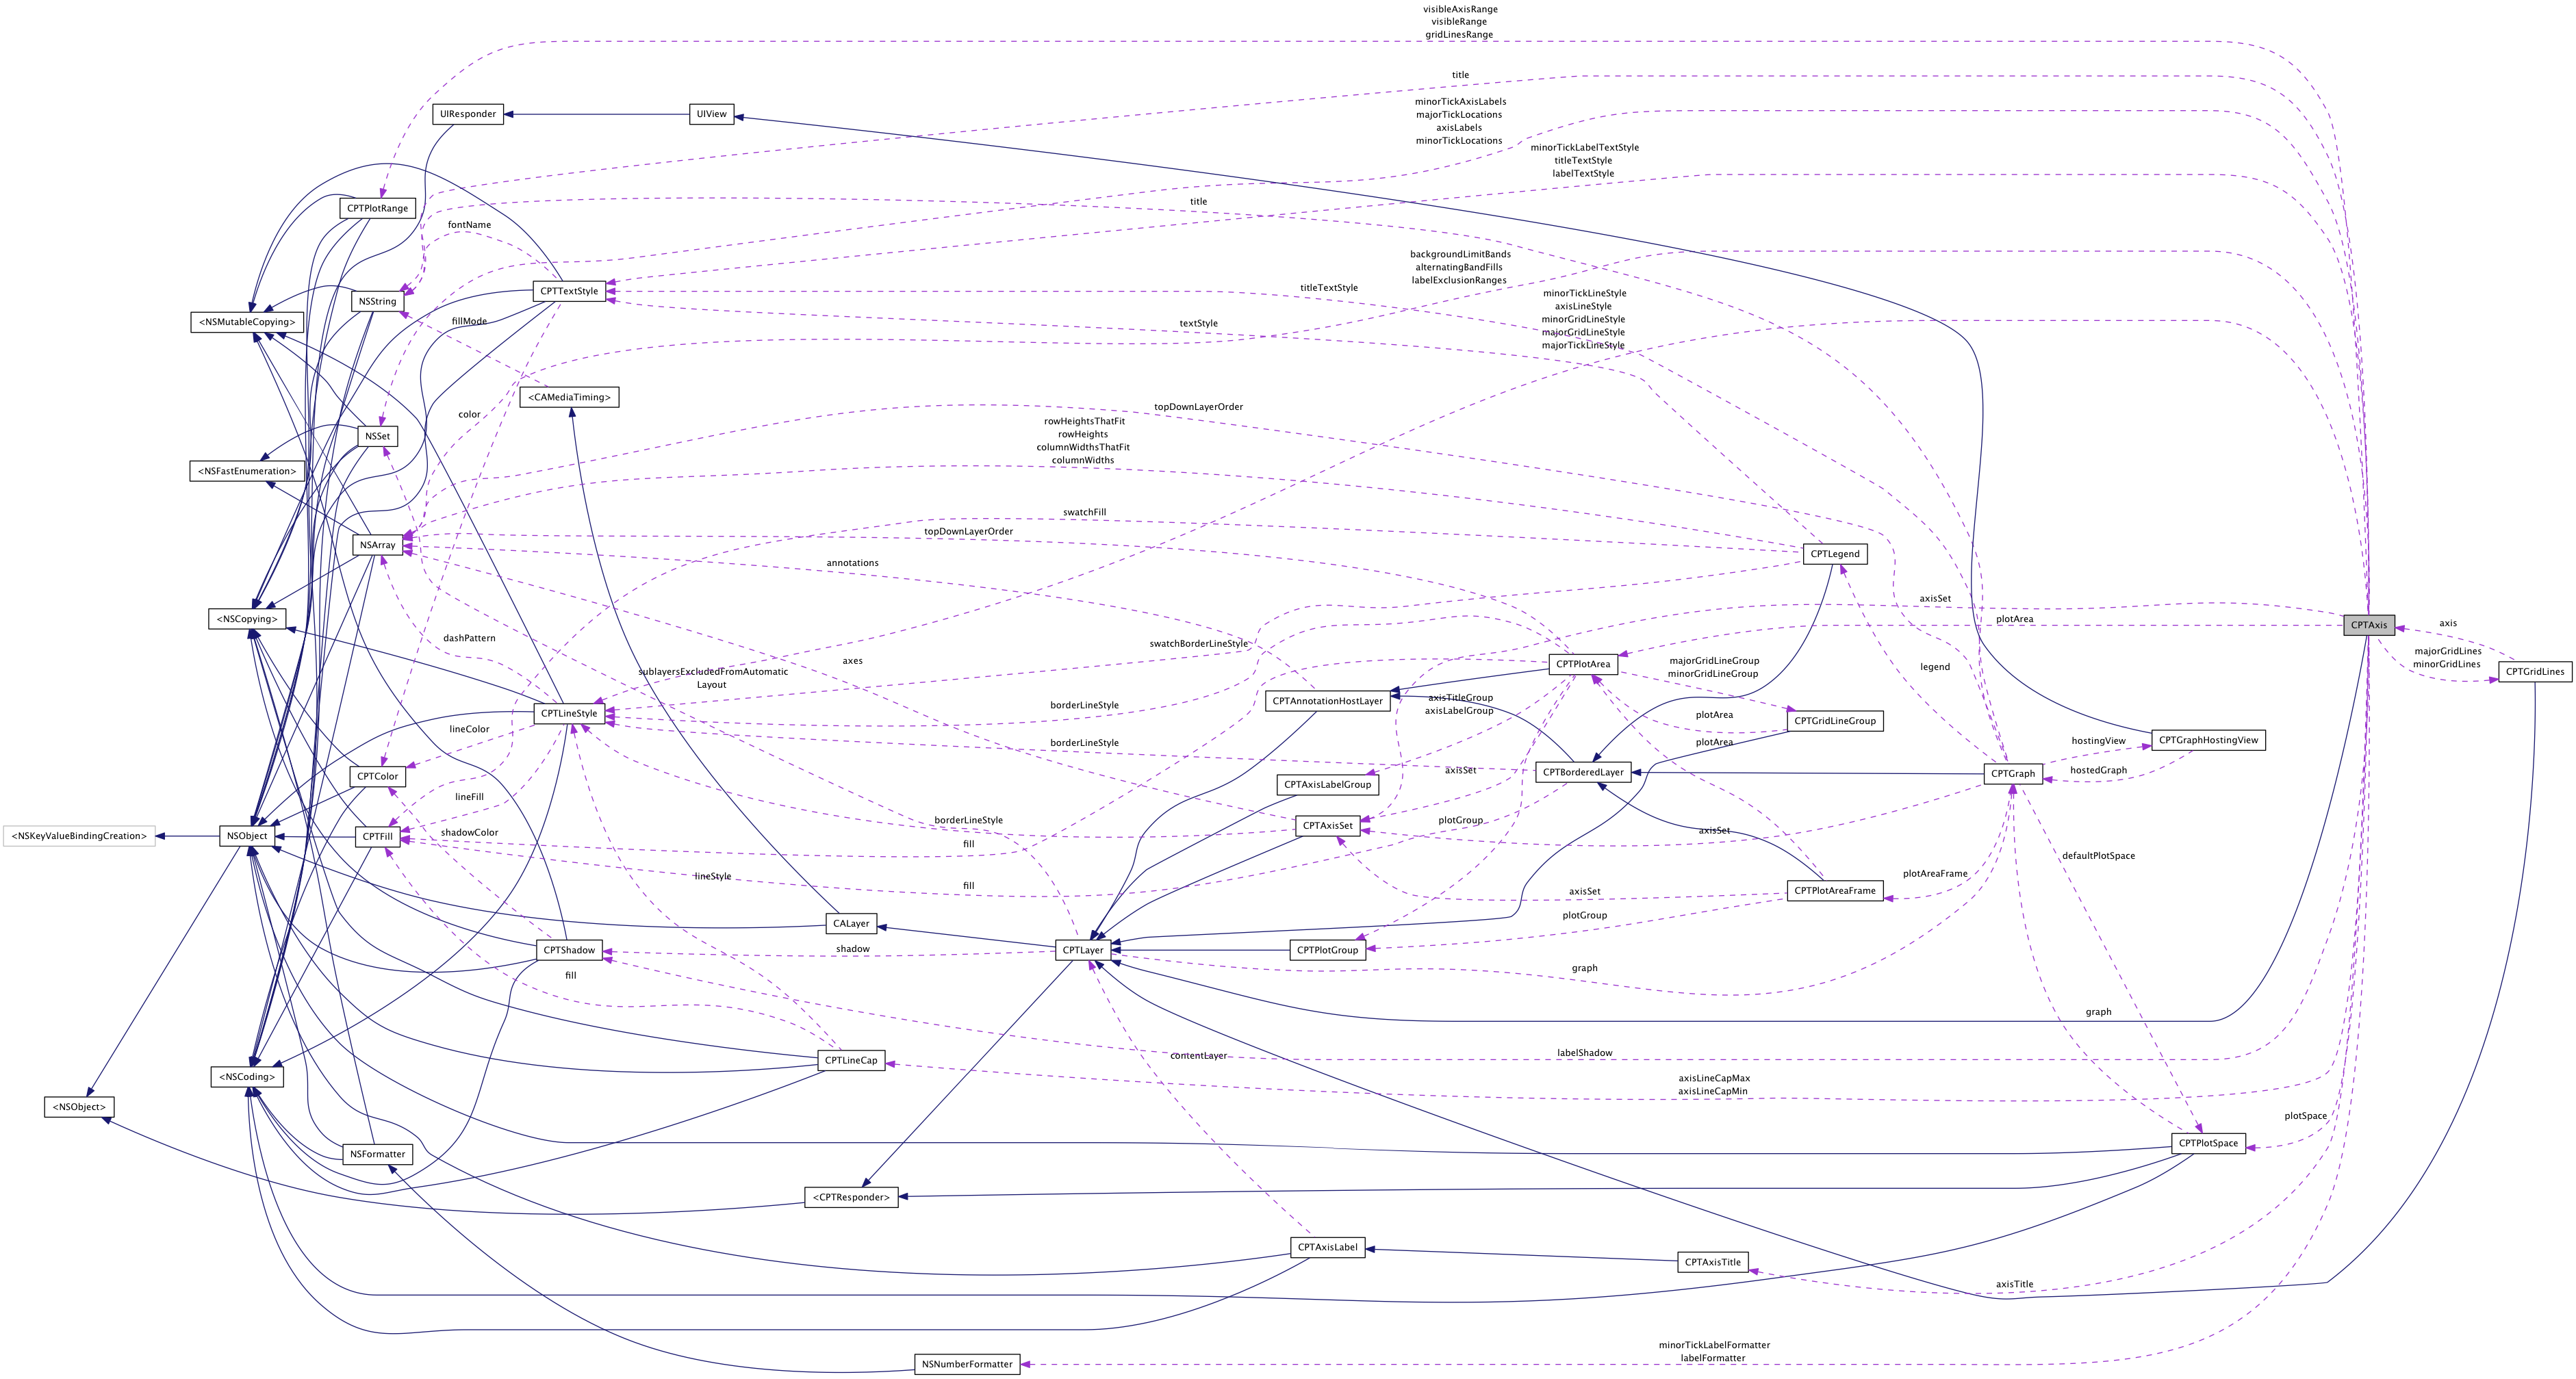 visibleAxisRange
visibleRange
gridLinesRange
title
minorTickAxisLabels
majorTickLocations
axisLabels
minorTickLocations
UIResponder
UIView
minorTickLabelTextStyle
titleTextStyle
labelTextStyle
CPTPlotRange
title
fontName
backgroundLimitBands
alternatingBandFills
labelExclusionRanges
CPTTextStyle
titleTextStyle
minorTickLineStyle
axisLineStyle
minorGridLineStyle
majorGridLineStyle
majorTickLineStyle
NSString
<NSMutableCopying>
fillMode
textStyle
<CAMediaTiming>
color
topDownLayerOrder
rowHeightsThatFit
rowHeights
columnWidthsThatFit
columnWidths
NSSet
<NSFastEnumeration>
swatchFill
topDownLayerOrder
NSArray
CPTLegend
annotations
axisSet
<NSCopying>
plotArea
CPTAxis
axis
dashPattern
swatchBorderLineStyle
axes
sublayersExcludedFromAutomatic
Layout
CPTPlotArea
majorGridLineGroup
minorGridLineGroup
legend
majorGridLines
minorGridLines
CPTGridLines
CPTAnnotationHostLayer
axisTitleGroup
axisLabelGroup
borderLineStyle
CPTLineStyle
plotArea
CPTGridLineGroup
lineColor
borderLineStyle
plotArea
hostingView
CPTGraphHostingView
CPTColor
CPTAxisLabelGroup
axisSet
CPTBorderedLayer
CPTGraph
hostedGraph
lineFill
<NSKeyValueBindingCreation>
NSObject
CPTFill
shadowColor
borderLineStyle
fill
CPTAxisSet
plotGroup
axisSet
defaultPlotSpace
lineStyle
fill
axisSet
plotAreaFrame
CPTPlotAreaFrame
CALayer
plotGroup
CPTShadow
shadow
CPTLayer
CPTPlotGroup
fill
graph
graph
CPTLineCap
contentLayer
labelShadow
<NSCoding>
axisLineCapMax
axisLineCapMin
<NSObject>
plotSpace
CPTPlotSpace
NSFormatter
<CPTResponder>
CPTAxisLabel
CPTAxisTitle
axisTitle
NSNumberFormatter
minorTickLabelFormatter
labelFormatter